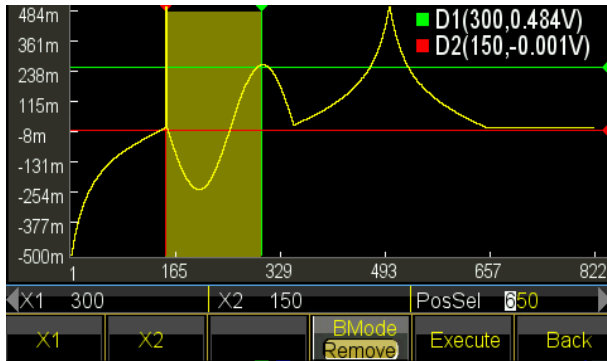 484m
D1(300,0.484V)
361m
D2(150,-0.001V)
238m
115m
-8m
-131m
-254m
-377m
-500m
1 165 329 493 657 822
X1 300 X2 150 PosSel 650
X1 X2 BMode Remove Execute Back